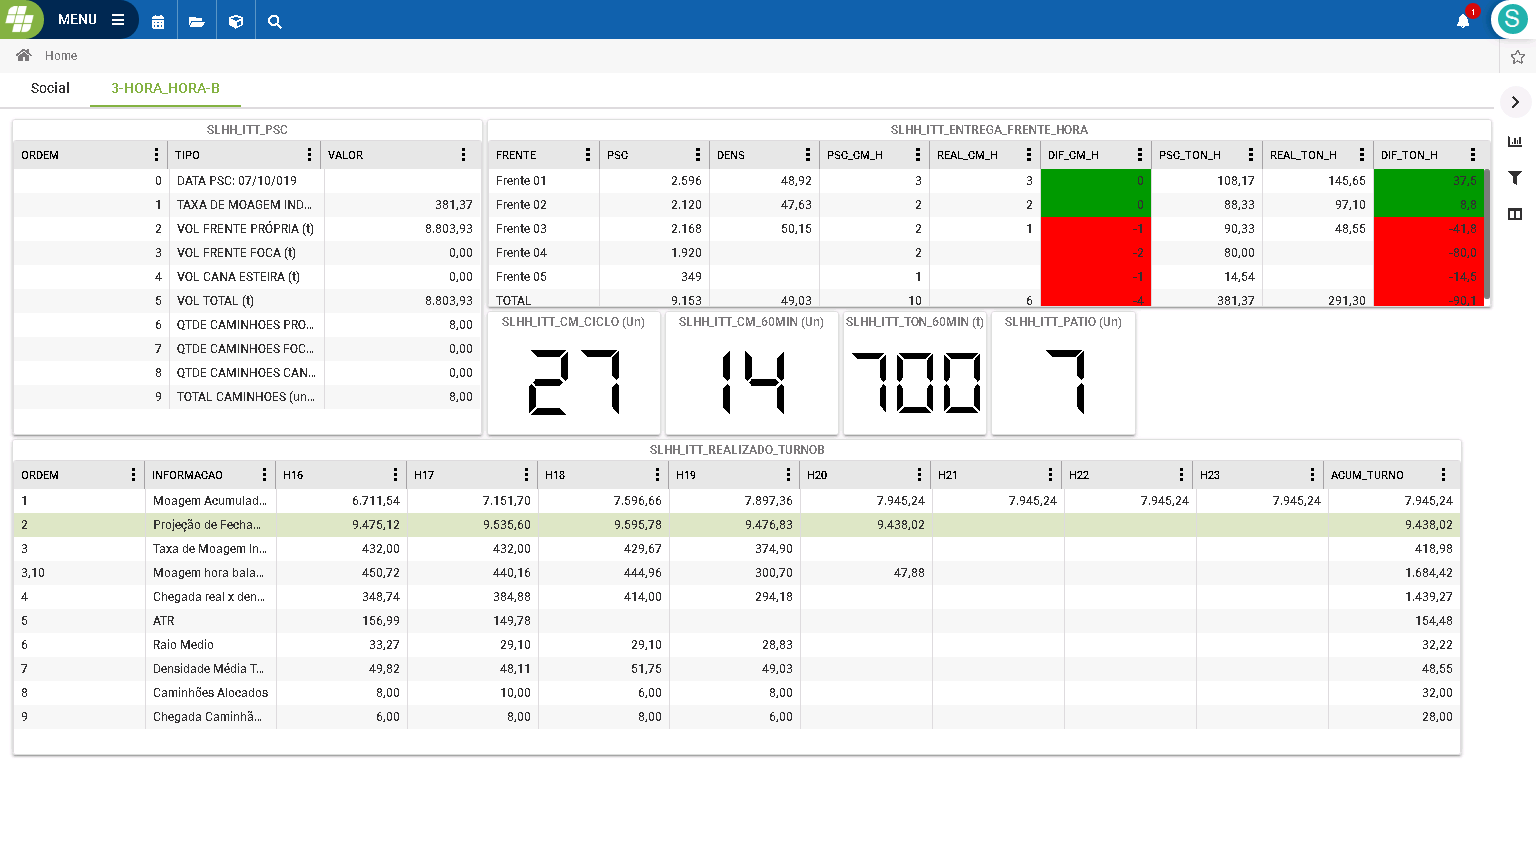 MENU
1
S
Home
Social 3-HORA_HORA-B
SLHH_ITT_PSC
ORDEM TIPO VALOR
0 DATA PSC: 07/10/019
1 TAXA DE MOAGEM IND... 381,37
2 VOL FRENTE PRÓPRIA (t) 8.803,93
3 VOL FRENTE FOCA (t) 0,00
4 VOL CANA ESTEIRA (t) 0,00
5 VOL TOTAL (t) 8.803,93
6 QTDE CAMINHOES PRO... 8,00
7 QTDE CAMINHOES FOC... 0,00
8 QTDE CAMINHOES CAN... 0,00
9 TOTAL CAMINHOES (un... 8,00
SLHH_ITT_ENTREGA_FRENTE_HORA
FRENTE PSC DENS PSC_CM_H REAL_CM_H DIF_CM_H PSC_TON_H REAL_TON_H DIF_TON_H
Frente 01 2.596 48,92 3 3 0 108,17 145,65 37,5
Frente 02 2.120 47,63 2 2 0 88,33 97,10 8,8
Frente 03 2.168 50,15 2 1 -1 90,33 48,55 -41,8
Frente 04 1.920 2 -2 80,00 -80,0
Frente 05 349 1 -1 14,54 -14,5
TOTAL 9.153 49,03 10 6 -4 381,37 291,30 -90,1
SLHH_ITT_CM_CICLO (Un) SLHH_ITT_CM_60MIN (Un) SLHH_ITT_TON_60MIN (t) SLHH_ITT_PATIO (Un)
27 14 700 7
SLHH_ITT_REALIZADO_TURNOB
ORDEM INFORMACAO H16 H17 H18 H19 H20 H21 H22 H23 AGUM_TURNO
1 Moagem Acumulad... 6.711,54 7.151,70 7.596,66 7.897,36 7.945,24 7.945,24 7.945,24 7.945,24 7.945,24
2 Projeção de Fecha... 9.475,12 9.535,60 9.595,78 9.476,83 9.438,02 9.438,02
3 Taxa de Moagem In... 432,00 432,00 429,67 374,90 418,98
3,10 Moagem hora bala... 450,72 440,16 444,96 300,70 47,88 1.684,42
4 Chegada real x den... 348,74 384,88 414,00 294,18 1.439,27
5 ATR 156,99 149,78 154,48
6 Raio Medio 33,27 29,10 29,10 28,83 32,22
7 Densidade Média T... 49,82 48,11 51,75 49,03 48,55
8 Caminhões Alocados 8,00 10,00 6,00 8,00 32,00
9 Chegada Caminhã... 6,00 8,00 8,00 6,00 28,00